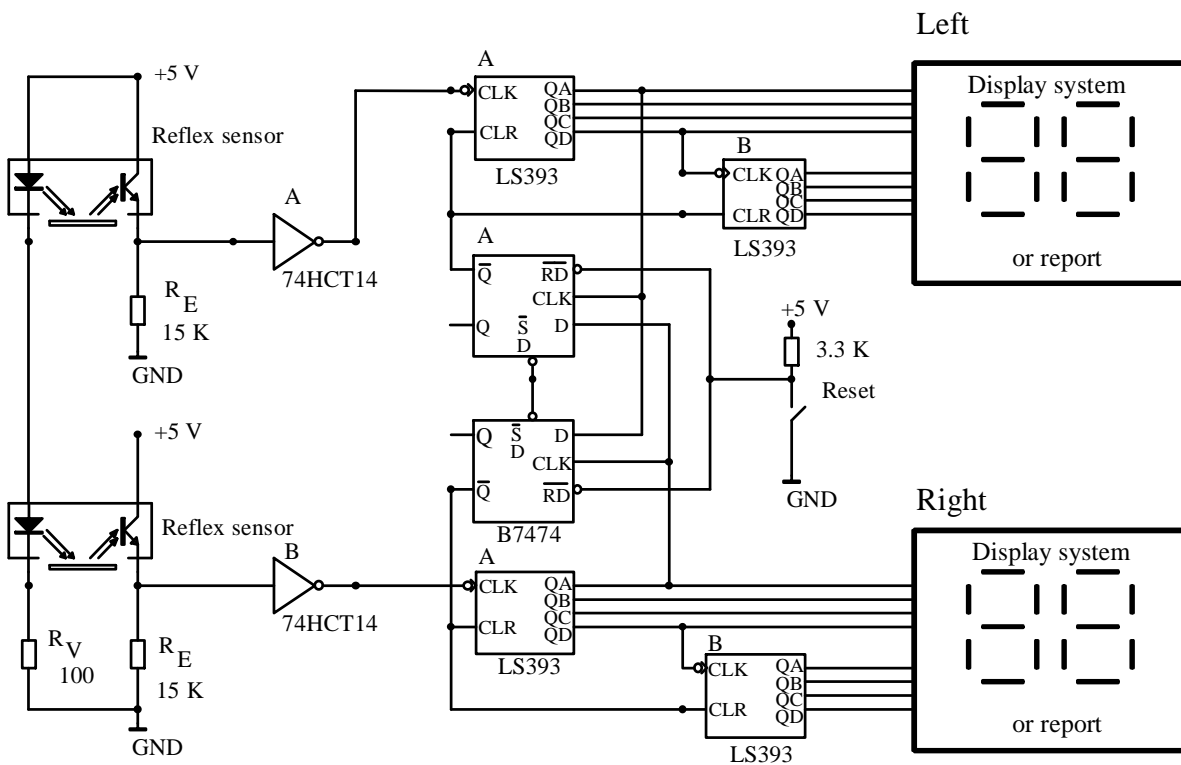 Left
+5 V
Reflex sensor
A
74HCT14
R
E
15 K
GND
A
CLK
CLR
QA
QB
QC
QD
LS393
B
CLK
CLR
QA
QB
QC
QD
LS393
Display system
or report
A
Q̅
Q
S̅
D
R̅D̅
CLK
D
+5 V
3.3 K
Reset
GND
Q
Q̅
S̅
D
D
CLK
R̅D̅
B7474
+5 V
Reflex sensor
B
74HCT14
R
V
100
R
E
15 K
GND
A
CLK
CLR
QA
QB
QC
QD
LS393
B
CLK
CLR
QA
QB
QC
QD
LS393
Right
Display system
or report